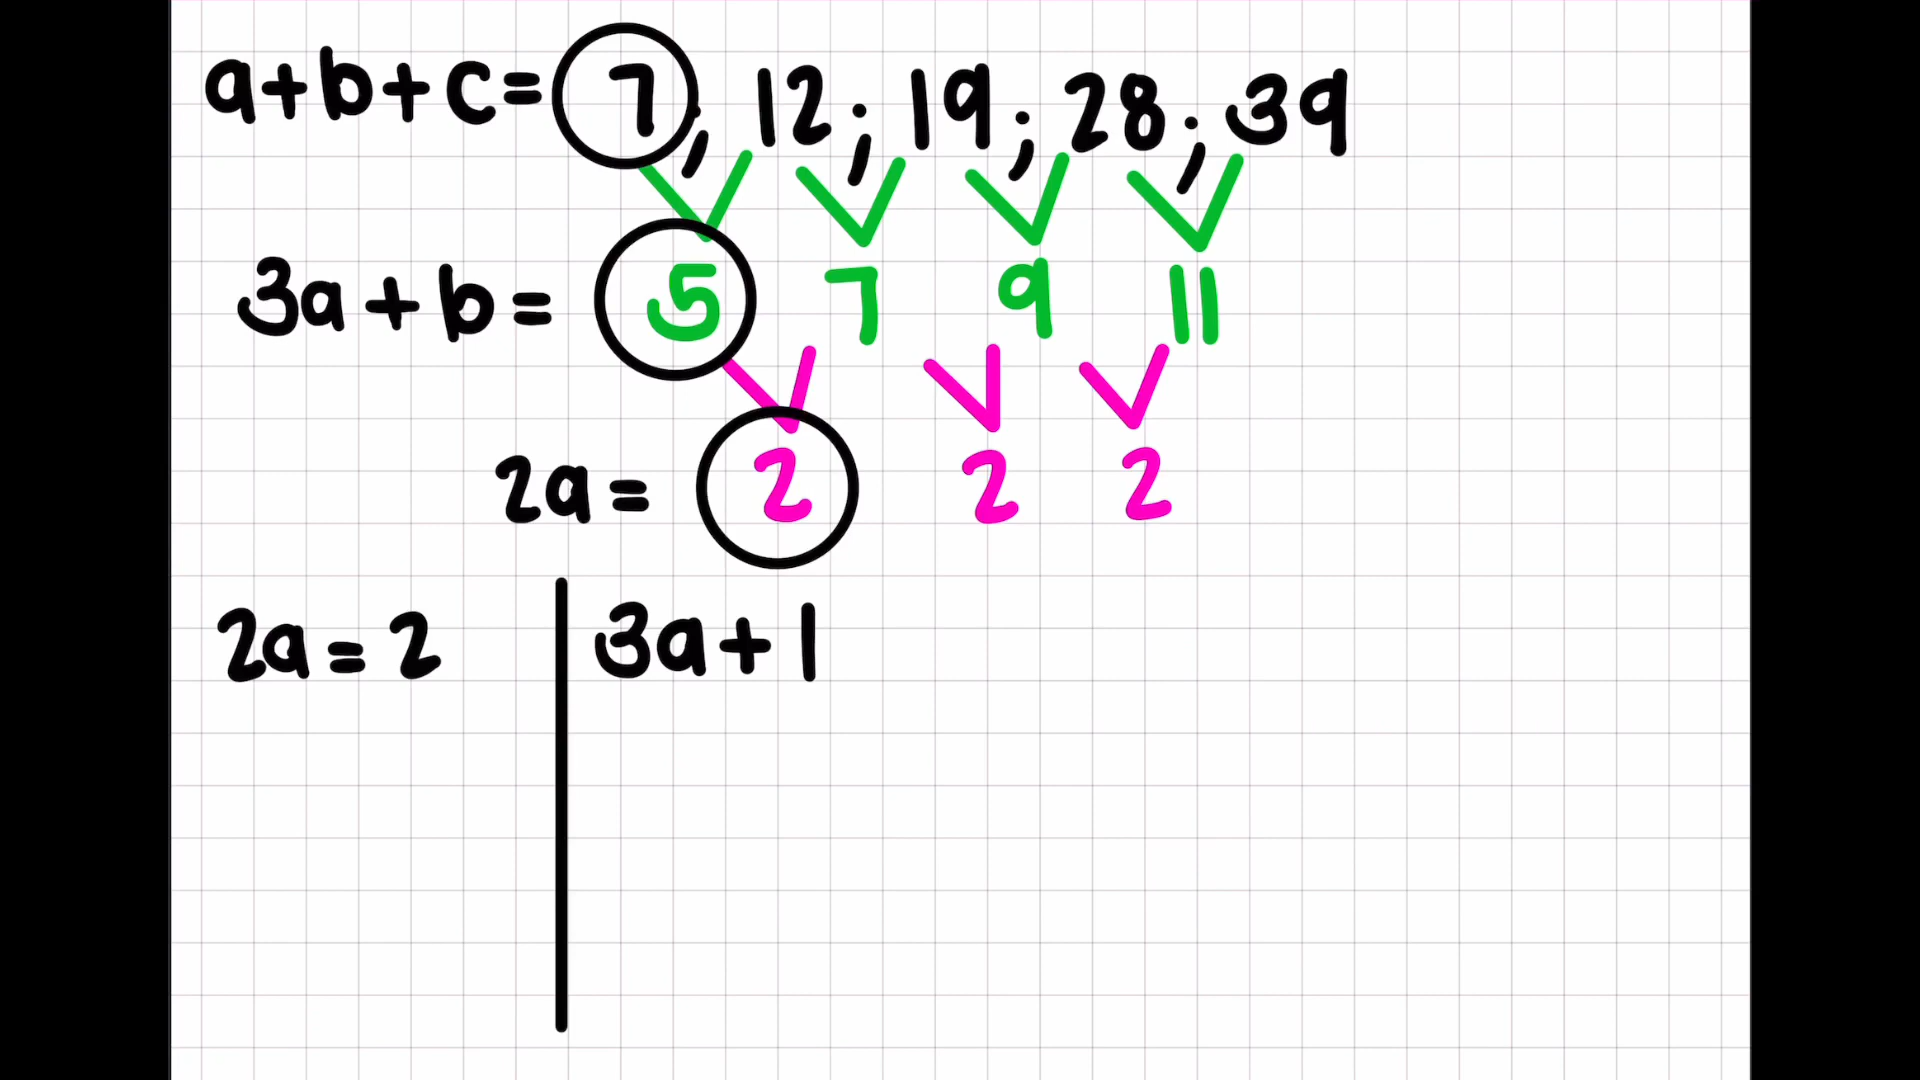 a+b+c= 7; 12; 19; 28; 39
3a+b= 5 7 9 11
2a= 2 2 2
2a=2 3a+1